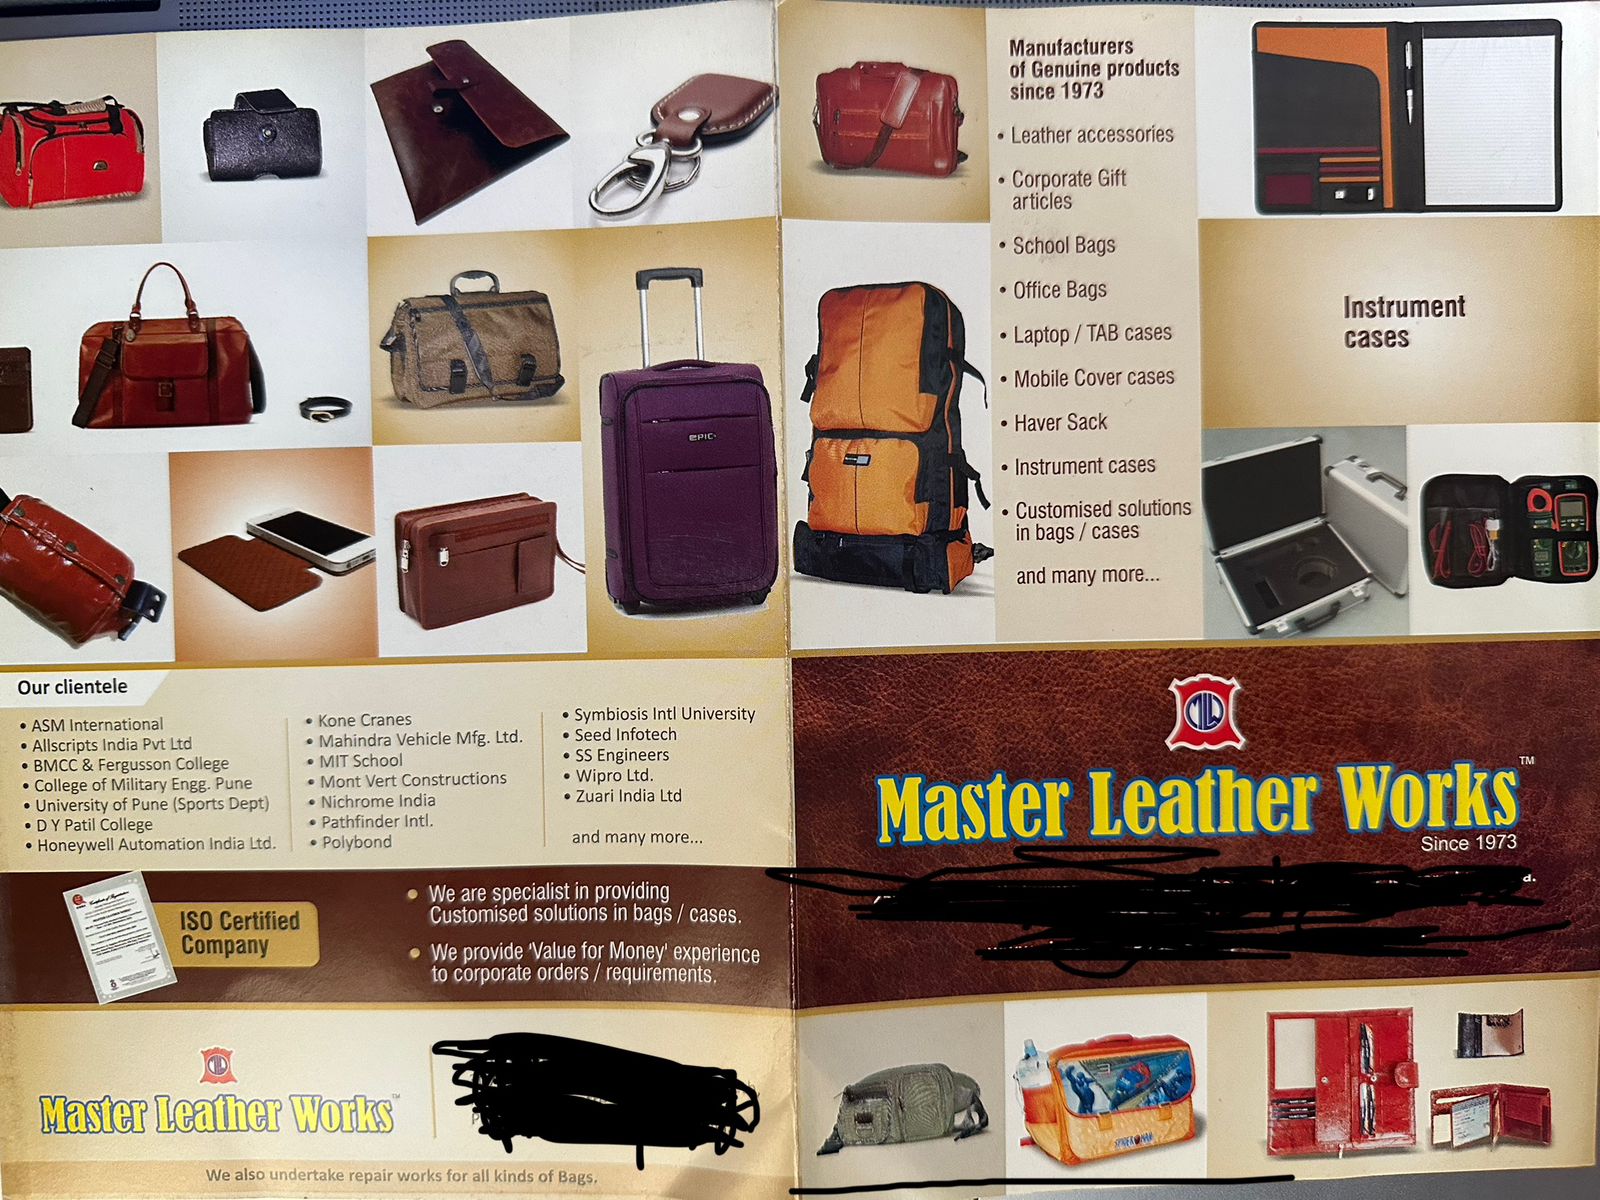 EPIC
Our clientele
• ASM International
• Allscripts India Pvt Ltd
• BMCC & Fergusson College
• College of Military Engg. Pune
• University of Pune (Sports Dept)
• D Y Patil College
• Honeywell Automation India Ltd.
• Kone Cranes
• Mahindra Vehicle Mfg. Ltd.
• MIT School
• Mont Vert Constructions
• Nichrome India
• Pathfinder Intl.
• Polybond
• Symbiosis Intl University
• Seed Infotech
• SS Engineers
• Wipro Ltd.
• Zuari India Ltd
and many more...
ISO Certified
Company
• We are specialist in providing
Customised solutions in bags / cases.
• We provide 'Value for Money' experience
to corporate orders / requirements.
MLW
Master Leather Works™
We also undertake repair works for all kinds of Bags.
Manufacturers
of Genuine products
since 1973
• Leather accessories
• Corporate Gift
articles
• School Bags
• Office Bags
• Laptop / TAB cases
• Mobile Cover cases
• Haver Sack
• Instrument cases
• Customised solutions
in bags / cases
and many more...
Instrument
cases
MLW
Master Leather Works™
Since 1973
d.
SPIDER-MAN